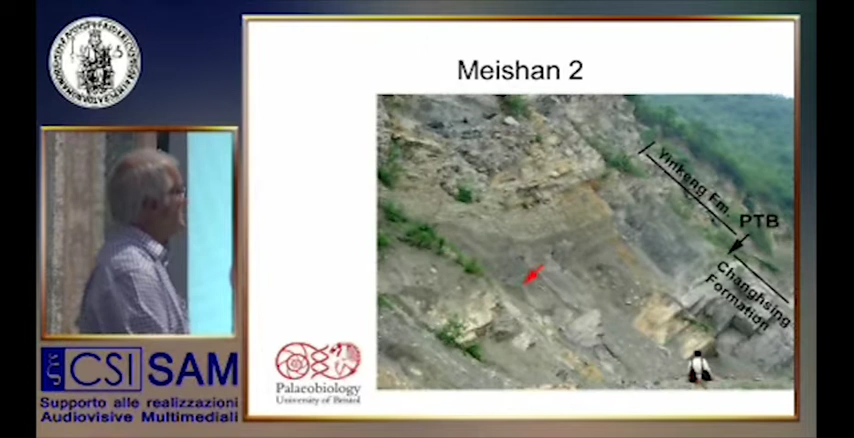 Meishan 2
Yinkeng Fm.
PTB
Changhsing
Formation
Palaeobiology
University of Bristol
CSI SAM
Supporto alle realizzazioni
Audiovisive Multimediali